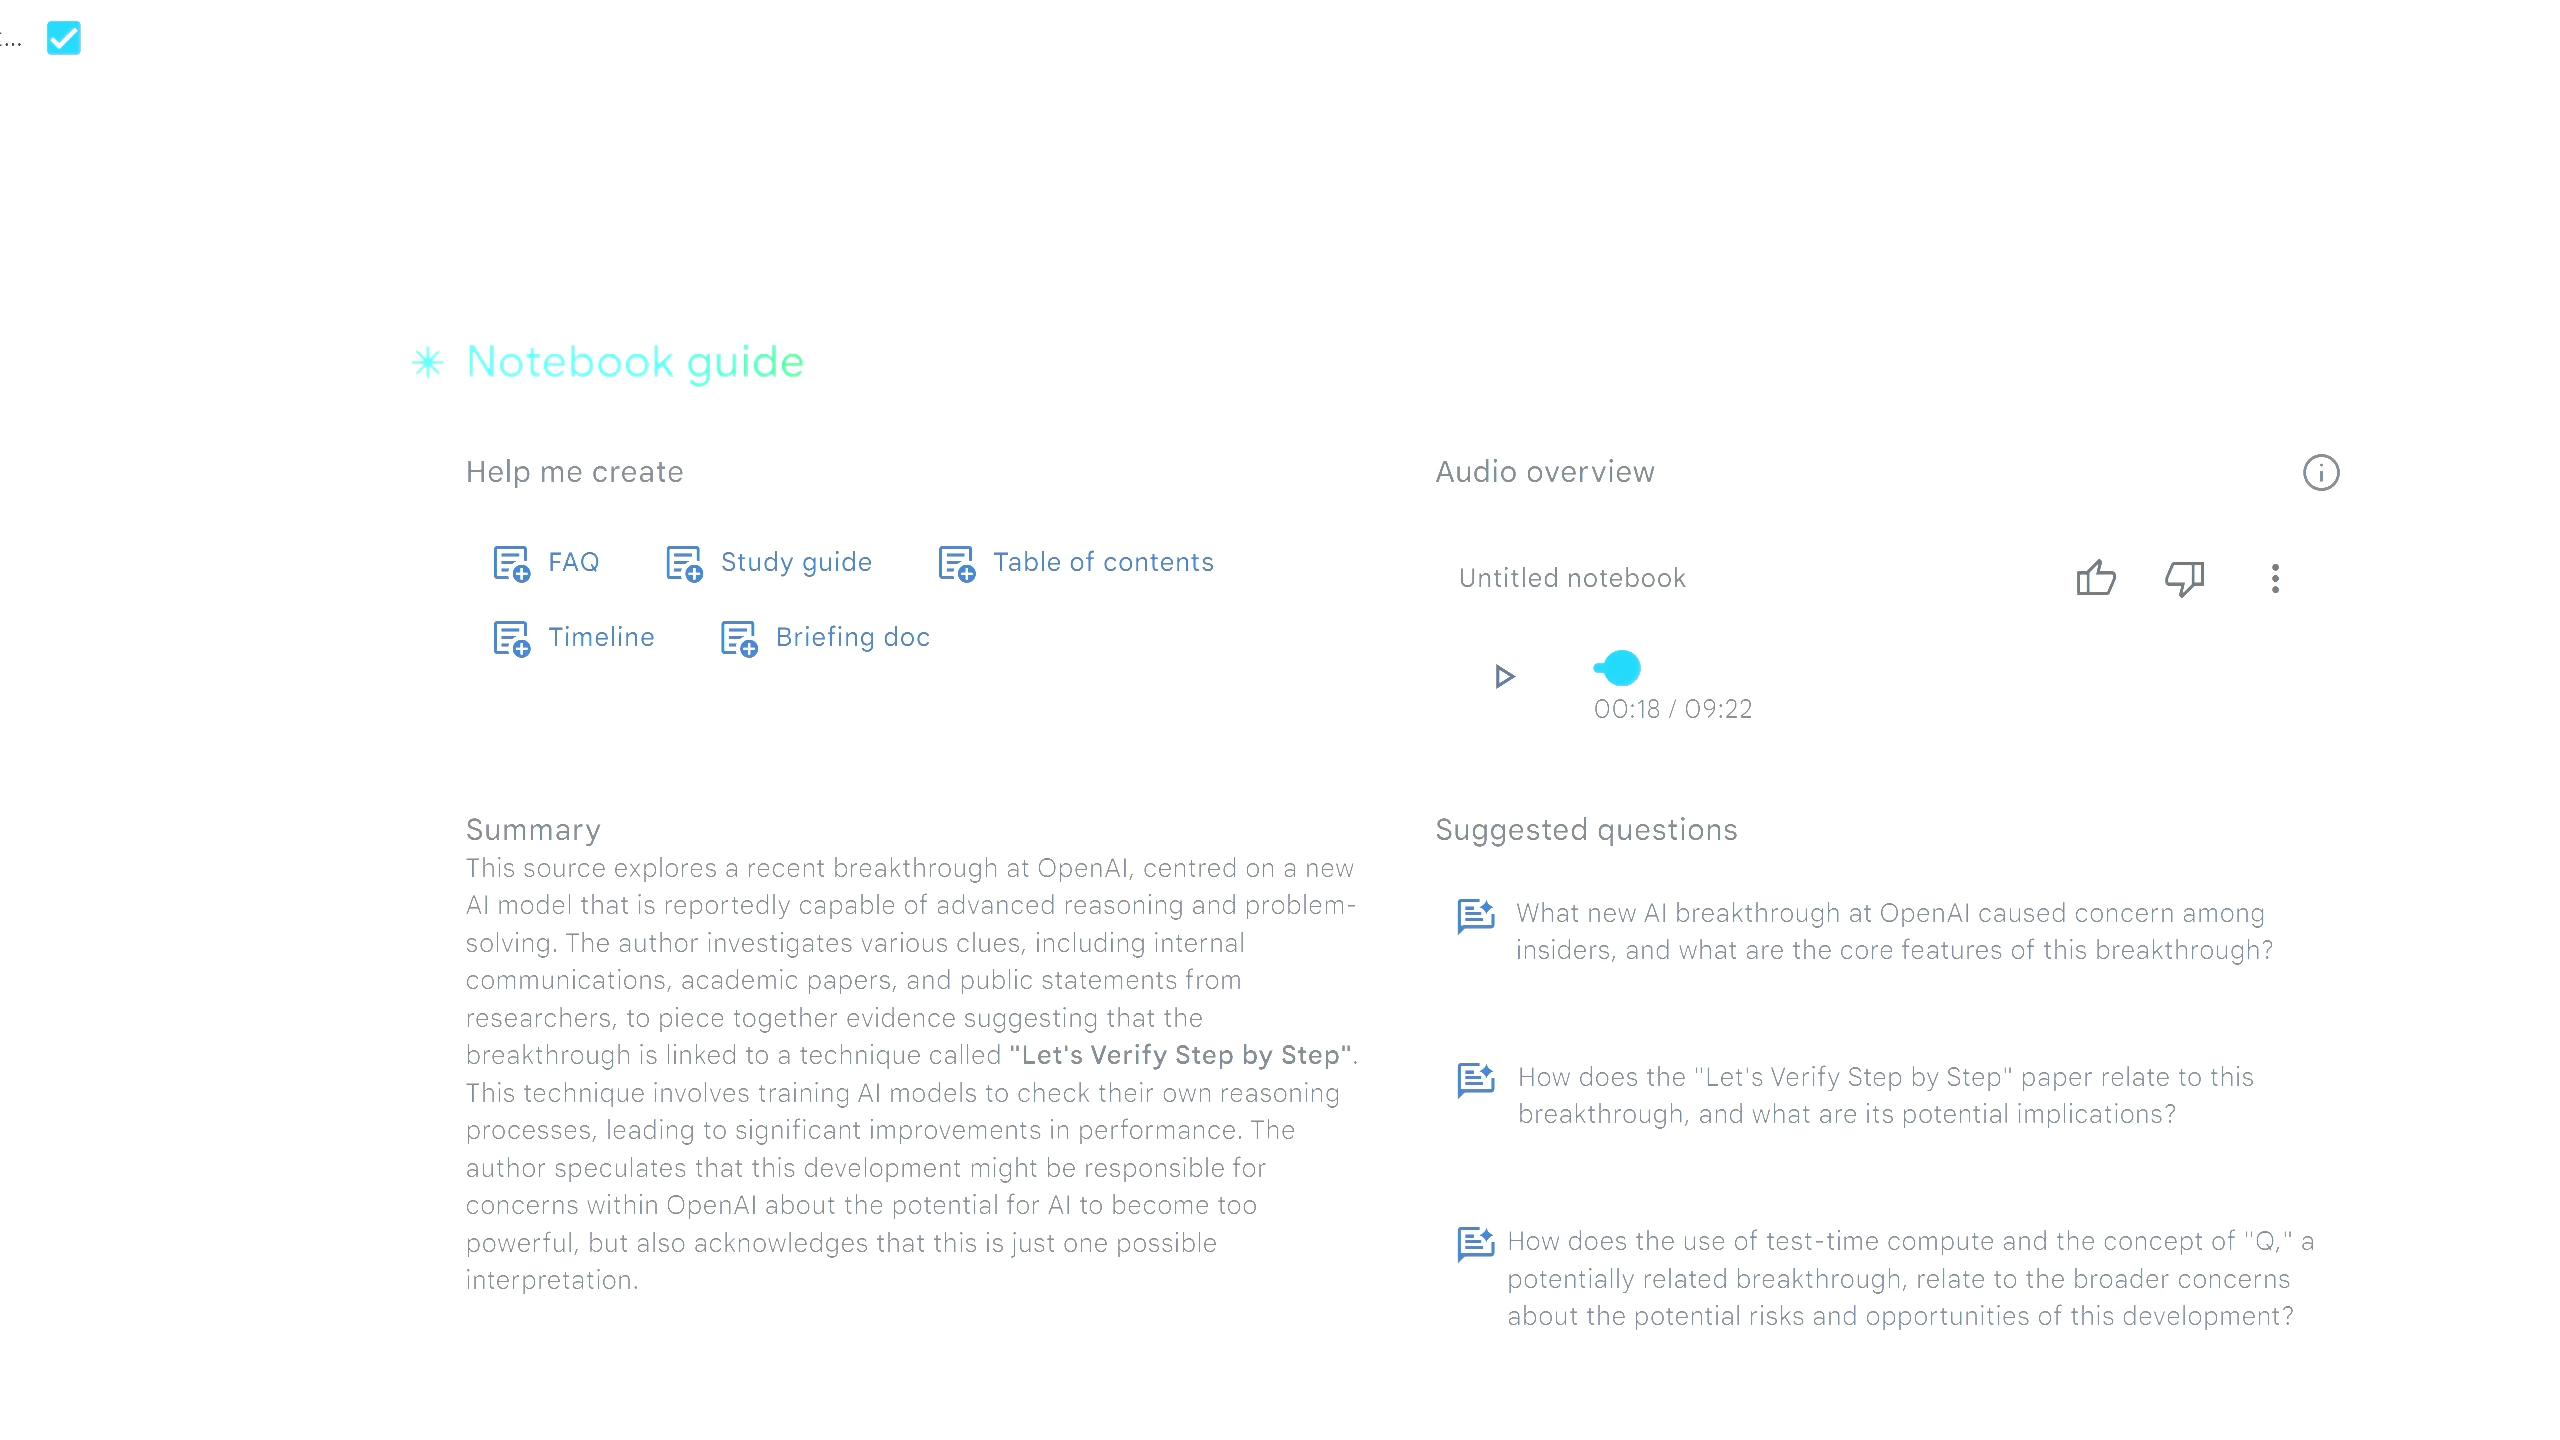 ...
Notebook guide
Help me create
FAQ
Study guide
Table of contents
Timeline
Briefing doc
Audio overview
Untitled notebook
00:18 / 09:22
Summary
This source explores a recent breakthrough at OpenAI, centred on a new
AI model that is reportedly capable of advanced reasoning and problem-
solving. The author investigates various clues, including internal
communications, academic papers, and public statements from
researchers, to piece together evidence suggesting that the
breakthrough is linked to a technique called "Let's Verify Step by Step".
This technique involves training AI models to check their own reasoning
processes, leading to significant improvements in performance. The
author speculates that this development might be responsible for
concerns within OpenAI about the potential for AI to become too
powerful, but also acknowledges that this is just one possible
interpretation.
Suggested questions
What new AI breakthrough at OpenAI caused concern among
insiders, and what are the core features of this breakthrough?
How does the "Let's Verify Step by Step" paper relate to this
breakthrough, and what are its potential implications?
How does the use of test-time compute and the concept of "Q," a
potentially related breakthrough, relate to the broader concerns
about the potential risks and opportunities of this development?